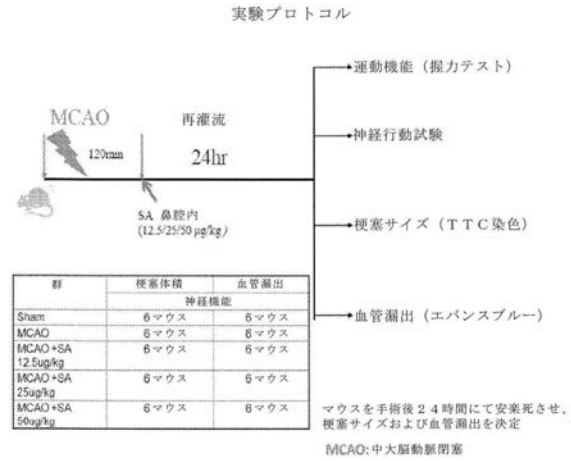 実験プロトコル
運動機能（握力テスト）
MCAO
再灌流
120mm
24hr
神経行動試験
SA 鼻腔内
(12.5/25/50 μg/kg)
梗塞サイズ（TTC染色）
群 梗塞体積 血管漏出
神経機能
Sham 6マウス 6マウス
MCAO 6マウス 6マウス
MCAO+SA 6マウス 6マウス
12.5ug/kg
MCAO+SA 6マウス 6マウス
25ug/kg
MCAO+SA 6マウス 6マウス
50ug/kg
血管漏出（エバンスブルー）
マウスを手術後24時間にて安楽死させ、
梗塞サイズおよび血管漏出を決定
MCAO:中大脳動脈閉塞